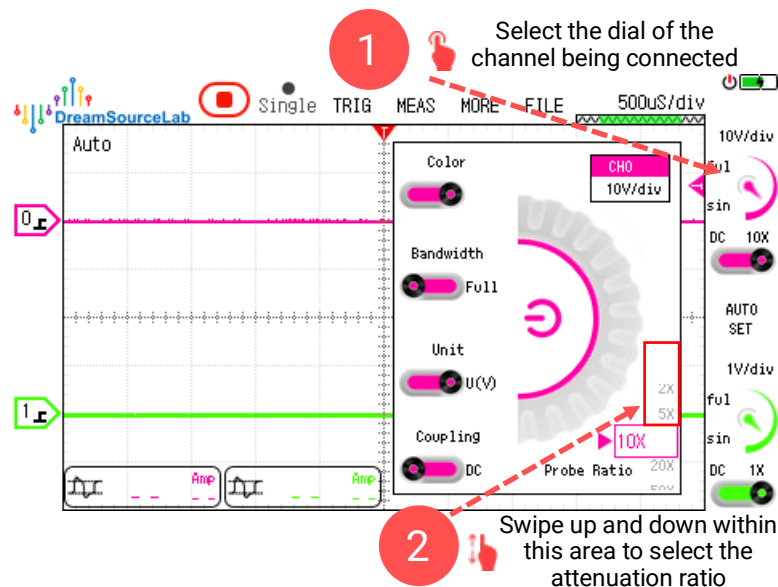 1
Select the dial of the
channel being connected
DreamSourceLab
Single
TRIG
MEAS
MORE
FILE
500uS/div
Auto
T
Color
CH0
10V/div
10V/div
ful
sin
DC 10X
0
Bandwidth
Full
AUTO
SET
Unit
U(V)
2X
5X
10X
20X
50X
Probe Ratio
1V/div
ful
sin
DC 1X
1
Coupling
DC
Amp
-- --
Amp
-- --
2
Swipe up and down within
this area to select the
attenuation ratio